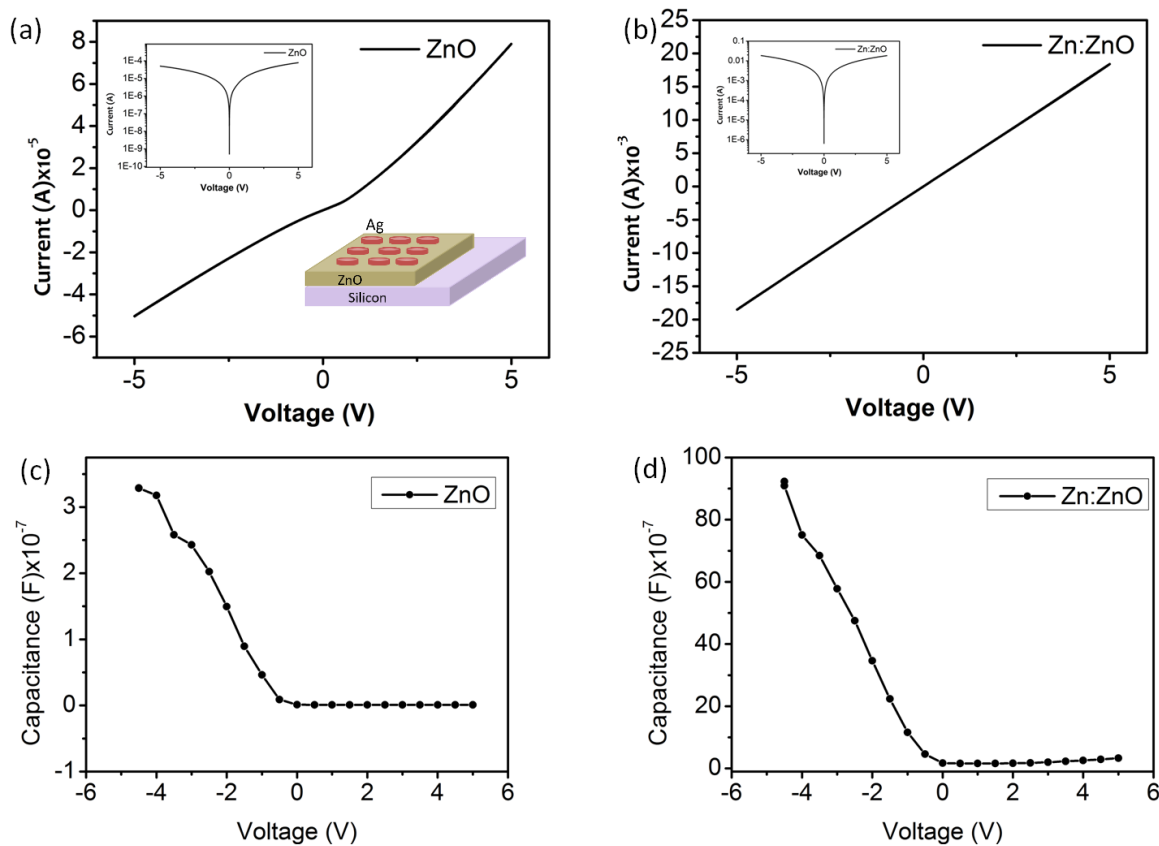 (a)
ZnO
Current (A)x10⁻⁵
8
6
4
2
0
-2
-4
-6
-5
0
5
Voltage (V)
ZnO
Current (A)
1E-4
1E-5
1E-6
1E-7
1E-8
1E-9
1E-10
-5
0
5
Voltage (V)
Ag
ZnO
Silicon
(b)
Zn:ZnO
Current (A)x10⁻³
25
20
15
10
5
0
-5
-10
-15
-20
-25
-5
0
5
Voltage (V)
Zn:ZnO
Current (A)
0.1
0.01
1E-3
1E-4
1E-5
1E-6
-5
0
5
Voltage (V)
(c)
ZnO
Capacitance (F)x10⁻⁷
3
2
1
0
-1
-6
-4
-2
0
2
4
6
Voltage (V)
(d)
Zn:ZnO
Capacitance (F)x10⁻⁷
100
80
60
40
20
0
-6
-4
-2
0
2
4
6
Voltage (V)